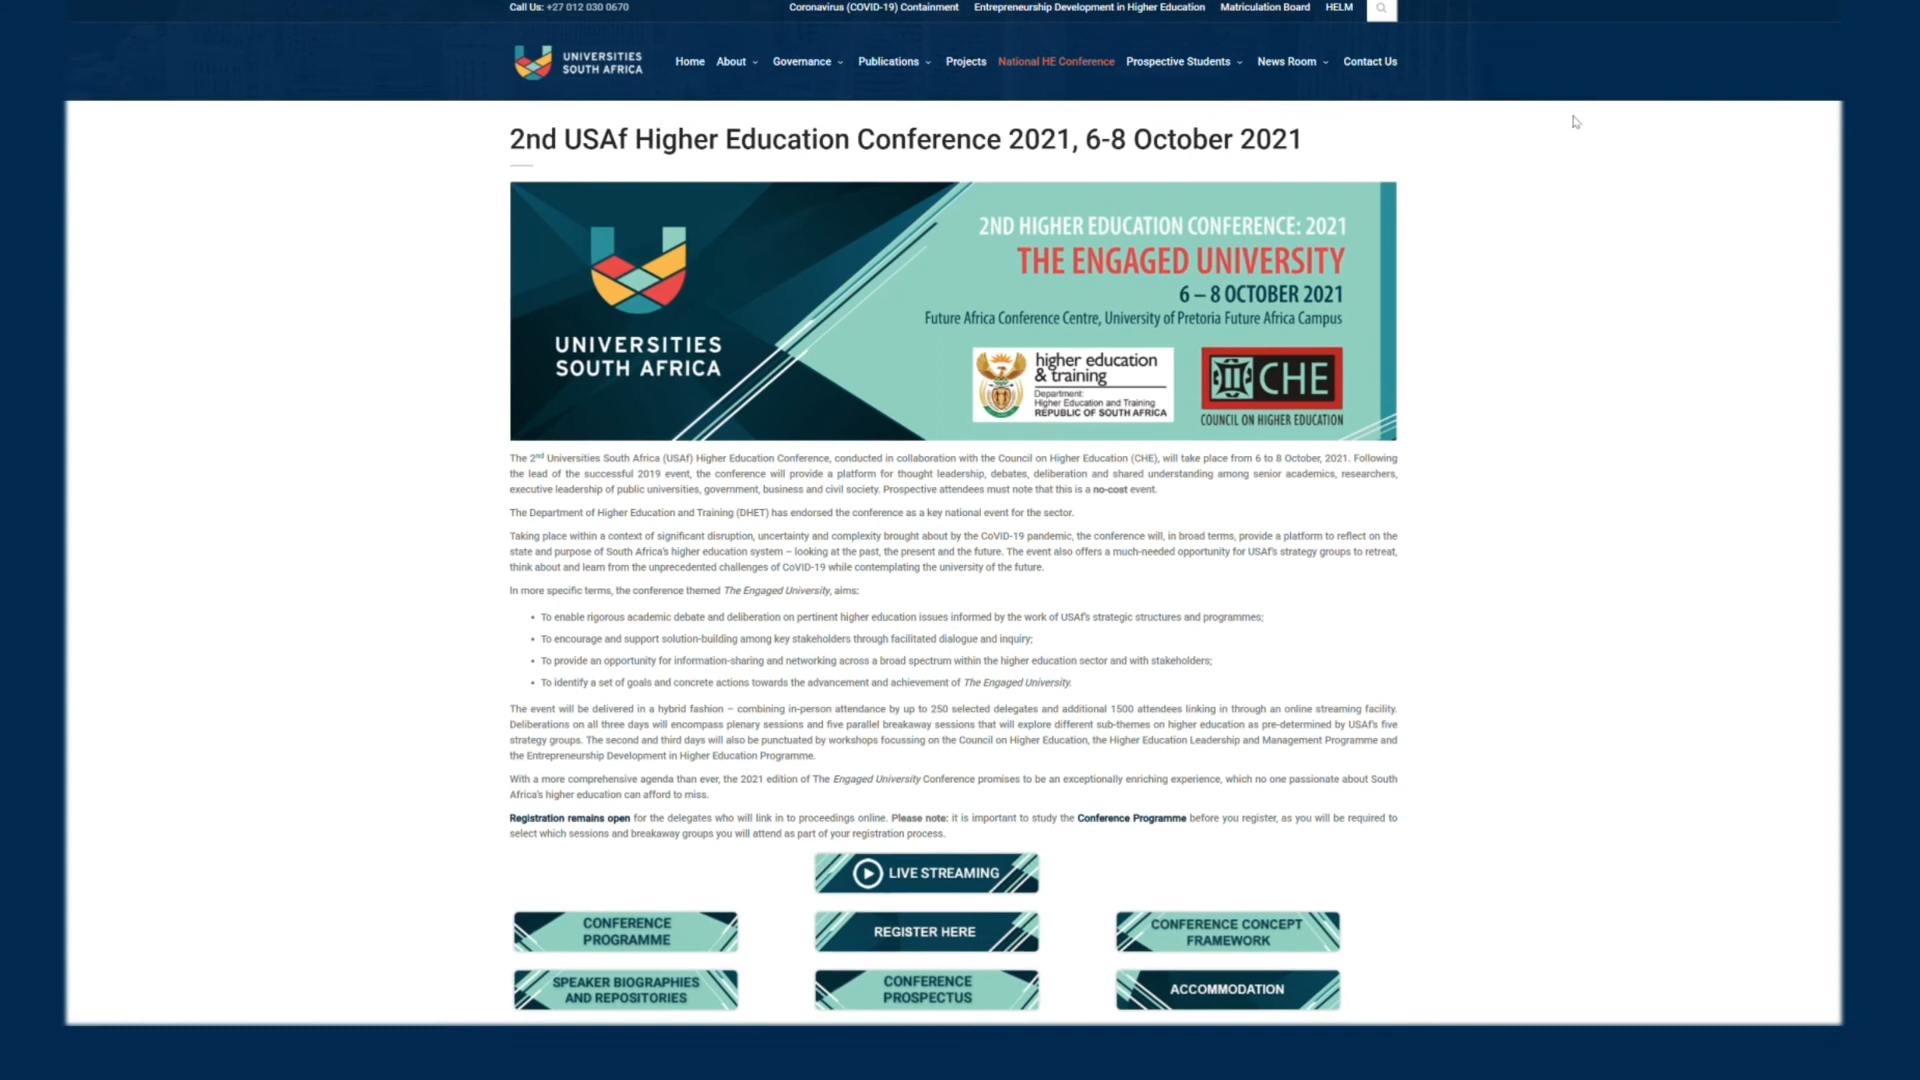 Call Us: +27 012 030 0670
Coronavirus (COVID-19) Containment Entrepreneurship Development in Higher Education Matriculation Board HELM
UNIVERSITIES
SOUTH AFRICA
Home About Governance Publications Projects National HE Conference Prospective Students News Room Contact Us
2nd USAf Higher Education Conference 2021, 6-8 October 2021
UNIVERSITIES
SOUTH AFRICA
2ND HIGHER EDUCATION CONFERENCE: 2021
THE ENGAGED UNIVERSITY
6 – 8 OCTOBER 2021
Future Africa Conference Centre, University of Pretoria Future Africa Campus
higher education
& training
Department:
Higher Education and Training
REPUBLIC OF SOUTH AFRICA
CHE
COUNCIL ON HIGHER EDUCATION
The 2nd Universities South Africa (USAf) Higher Education Conference, conducted in collaboration with the Council on Higher Education (CHE), will take place from 6 to 8 October, 2021. Following
the lead of the successful 2019 event, the conference will provide a platform for thought leadership, debates, deliberation and shared understanding among senior academics, researchers,
executive leadership of public universities, government, business and civil society. Prospective attendees must note that this is a no-cost event.
The Department of Higher Education and Training (DHET) has endorsed the conference as a key national event for the sector.
Taking place within a context of significant disruption, uncertainty and complexity brought about by the CoVID-19 pandemic, the conference will, in broad terms, provide a platform to reflect on the
state and purpose of South Africa's higher education system – looking at the past, the present and the future. The event also offers a much-needed opportunity for USAf's strategy groups to retreat,
think about and learn from the unprecedented challenges of CoVID-19 while contemplating the university of the future.
In more specific terms, the conference themed The Engaged University, aims:
• To enable rigorous academic debate and deliberation on pertinent higher education issues informed by the work of USAf's strategic structures and programmes;
• To encourage and support solution-building among key stakeholders through facilitated dialogue and inquiry;
• To provide an opportunity for information-sharing and networking across a broad spectrum within the higher education sector and with stakeholders;
• To identify a set of goals and concrete actions towards the advancement and achievement of The Engaged University.
The event will be delivered in a hybrid fashion – combining in-person attendance by up to 250 selected delegates and additional 1500 attendees linking in through an online streaming facility.
Deliberations on all three days will encompass plenary sessions and five parallel breakaway sessions that will explore different sub-themes on higher education as pre-determined by USAf's five
strategy groups. The second and third days will also be punctuated by workshops focussing on the Council on Higher Education, the Higher Education Leadership and Management Programme and
the Entrepreneurship Development in Higher Education Programme.
With a more comprehensive agenda than ever, the 2021 edition of The Engaged University Conference promises to be an exceptionally enriching experience, which no one passionate about South
Africa's higher education can afford to miss.
Registration remains open for the delegates who will link in to proceedings online. Please note: it is important to study the Conference Programme before you register, as you will be required to
select which sessions and breakaway groups you will attend as part of your registration process.
LIVE STREAMING
CONFERENCE
PROGRAMME
REGISTER HERE
CONFERENCE CONCEPT
FRAMEWORK
SPEAKER BIOGRAPHIES
AND REPOSITORIES
CONFERENCE
PROSPECTUS
ACCOMMODATION